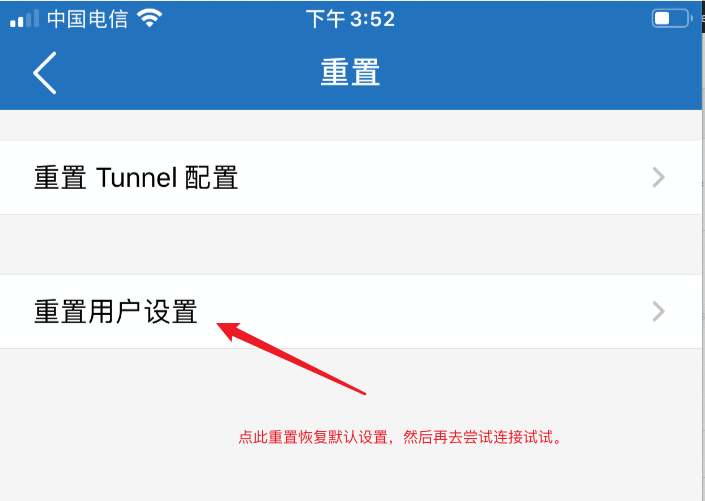 中国电信
下午3:52
重置
重置 Tunnel 配置
重置用户设置
点此重置恢复默认设置，然后再去尝试连接试试。